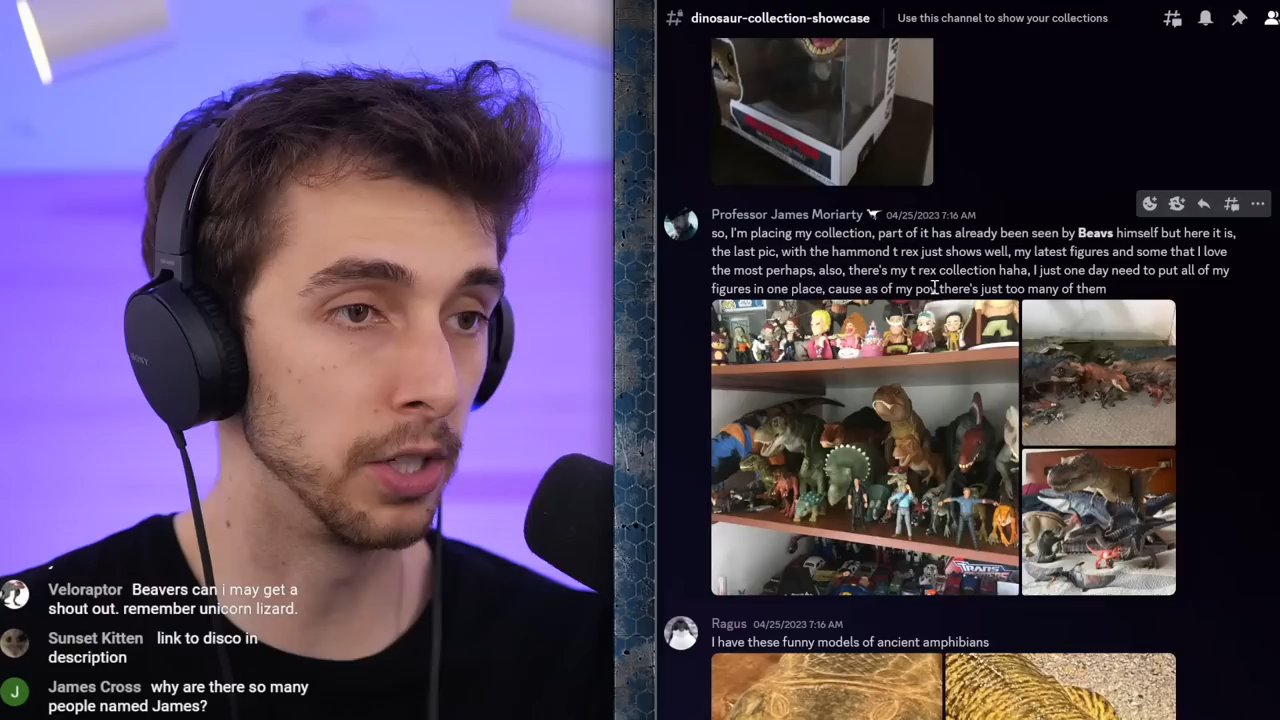 dinosaur-collection-showcase
Use this channel to show your collections
Professor James Moriarty 04/25/2023 7:16 AM
so, I'm placing my collection, part of it has already been seen by Beavs himself but here it is,
the last pic, with the hammond t rex just shows well, my latest figures and some that I love
the most perhaps, also, there's my t rex collection haha, I just one day need to put all of my
figures in one place, cause as of my pov there's just too many of them
TRANS
Ragus 04/25/2023 7:16 AM
I have these funny models of ancient amphibians
SONY
Veloraptor Beavers can i may get a
shout out. remember unicorn lizard.
Sunset Kitten link to disco in
description
J
James Cross why are there so many
people named James?